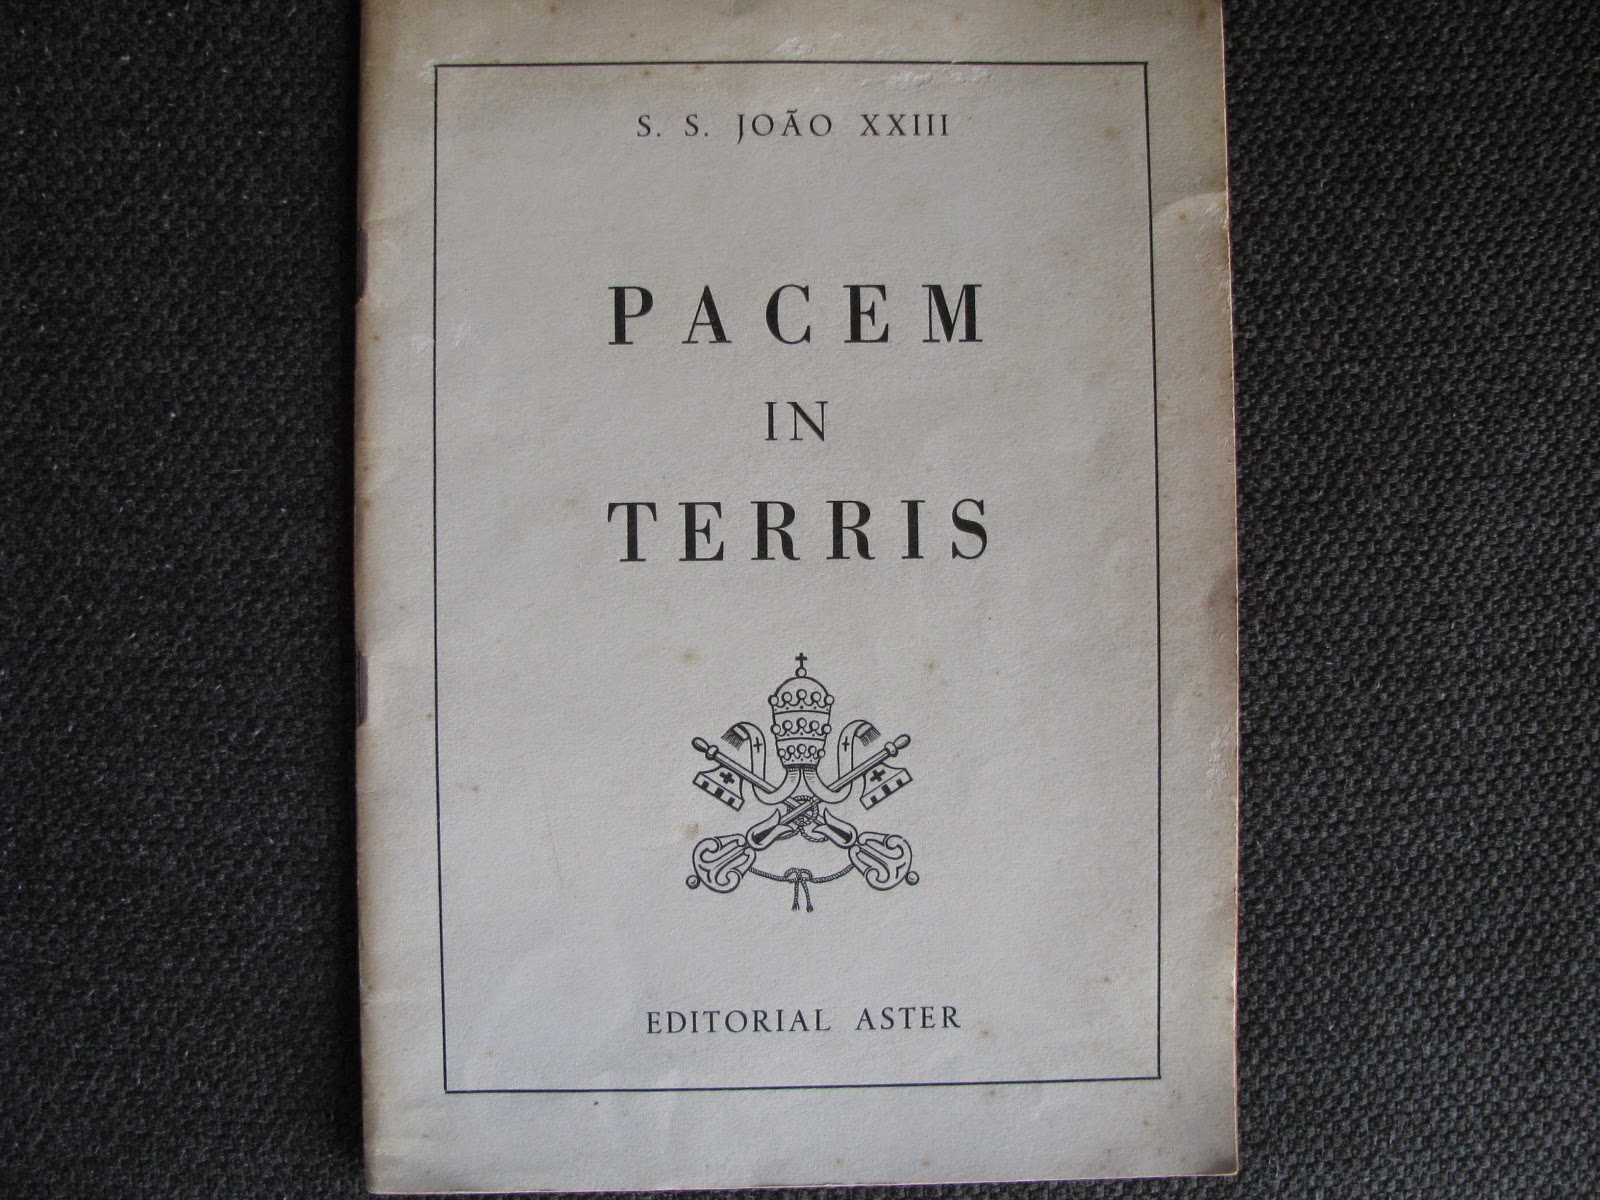 S. S. JOÃO XXIII
PACEM
IN
TERRIS
EDITORIAL ASTER